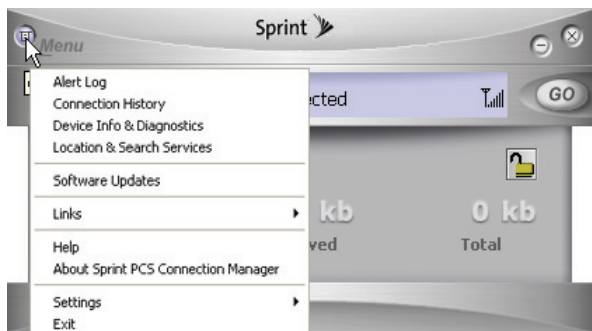 Sprint
Menu
Alert Log
Connection History
Device Info & Diagnostics
Location & Search Services
Software Updates
Links
Help
About Sprint PCS Connection Manager
Settings
Exit
ected
GO
kb
0 kb
ved
Total